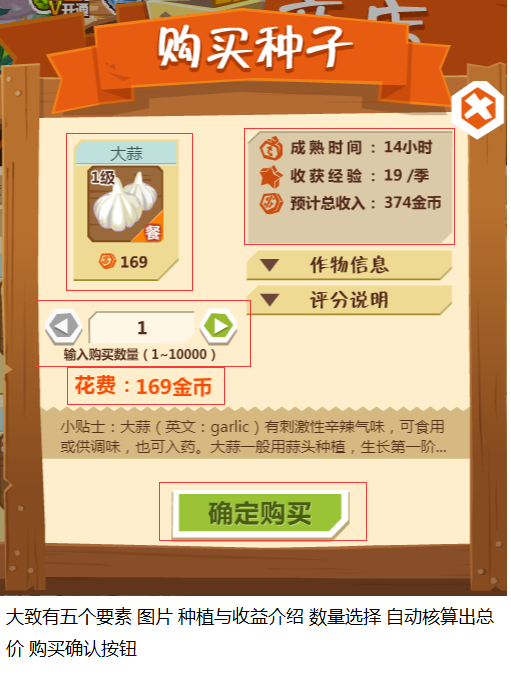 开通
购买种子
大蒜
1级
餐
169
成熟时间：14小时
收获经验：19 /季
预计总收入：374金币
作物信息
评分说明
1
输入购买数量（1~10000）
花费：169金币
小贴士：大蒜（英文：garlic）有刺激性辛辣气味，可食用
或供调味，也可入药。大蒜一般用蒜头种植，生长第一阶...
确定购买
大致有五个要素 图片 种植与收益介绍 数量选择 自动核算出总
价 购买确认按钮